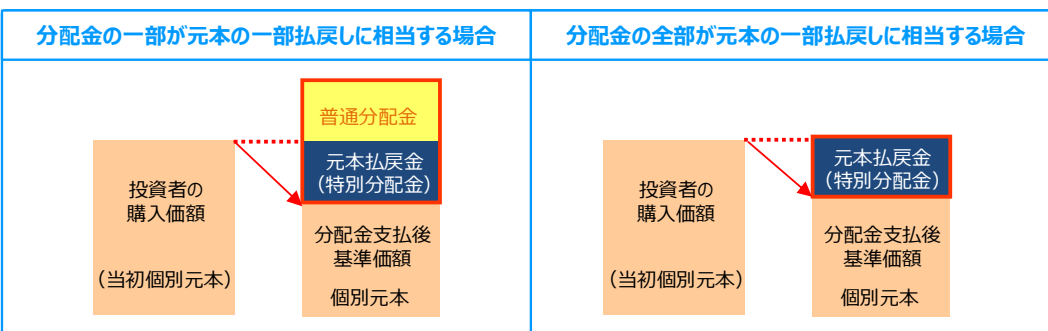 分配金の一部が元本の一部払戻しに相当する場合
普通分配金
元本払戻金
（特別分配金）
投資者の
購入価額
（当初個別元本）
分配金支払後
基準価額
個別元本
分配金の全部が元本の一部払戻しに相当する場合
元本払戻金
（特別分配金）
投資者の
購入価額
（当初個別元本）
分配金支払後
基準価額
個別元本